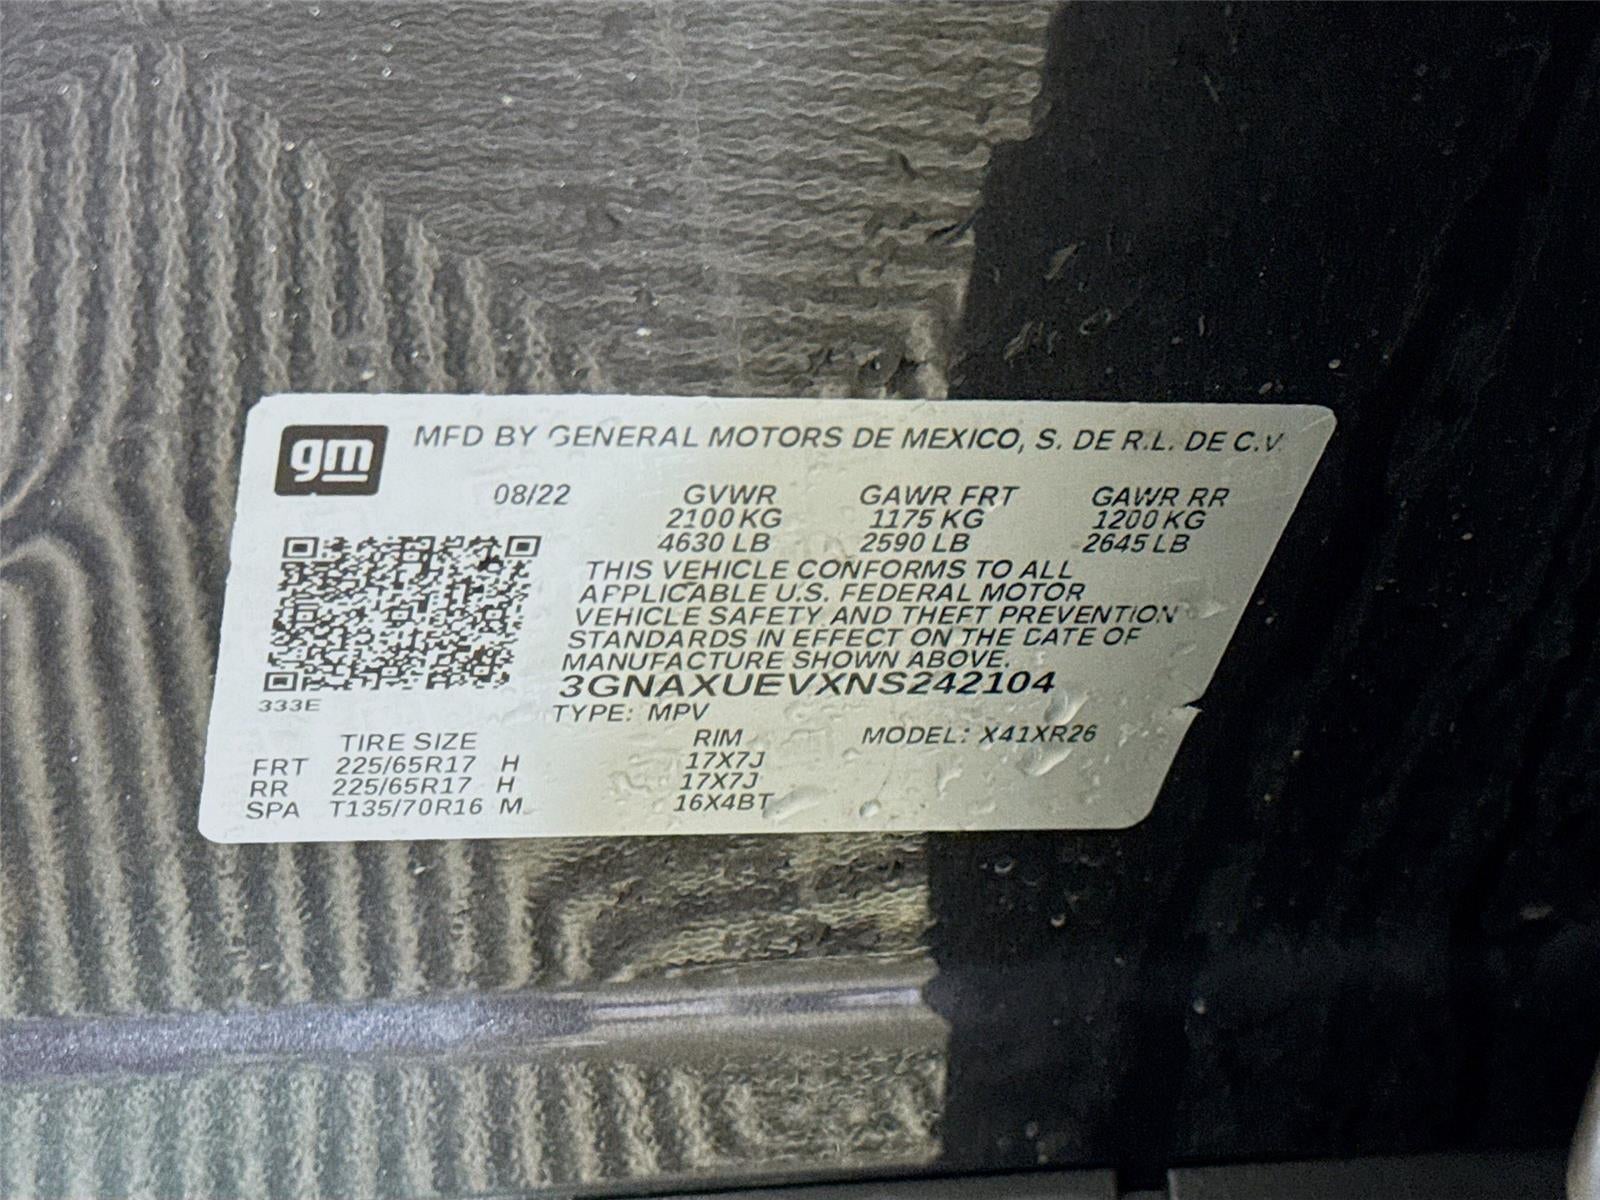 gm
MFD BY GENERAL MOTORS DE MEXICO, S. DE R.L. DE C.V.
08/22 GVWR GAWR FRT GAWR RR
2100 KG 1175 KG 1200 KG
4630 LB 2590 LB 2645 LB
THIS VEHICLE CONFORMS TO ALL
APPLICABLE U.S. FEDERAL MOTOR
VEHICLE SAFETY AND THEFT PREVENTION
STANDARDS IN EFFECT ON THE DATE OF
MANUFACTURE SHOWN ABOVE.
3GNAXUEVXNS242104
333E
TYPE: MPV
TIRE SIZE RIM MODEL: X41XR26
FRT 225/65R17 H 17X7J
RR 225/65R17 H 17X7J
SPA T135/70R16 M 16X4BT